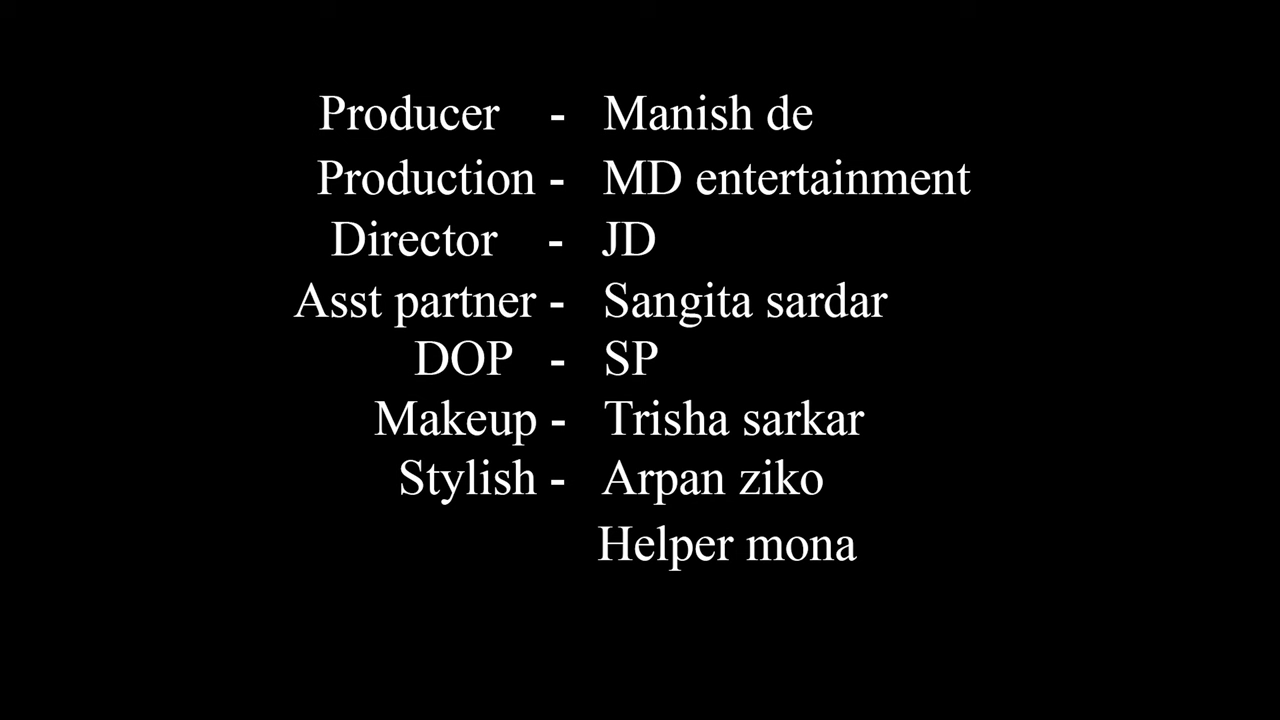 Producer - Manish de
Production - MD entertainment
Director - JD
Asst partner - Sangita sardar
DOP - SP
Makeup - Trisha sarkar
Stylish - Arpan ziko
Helper mona